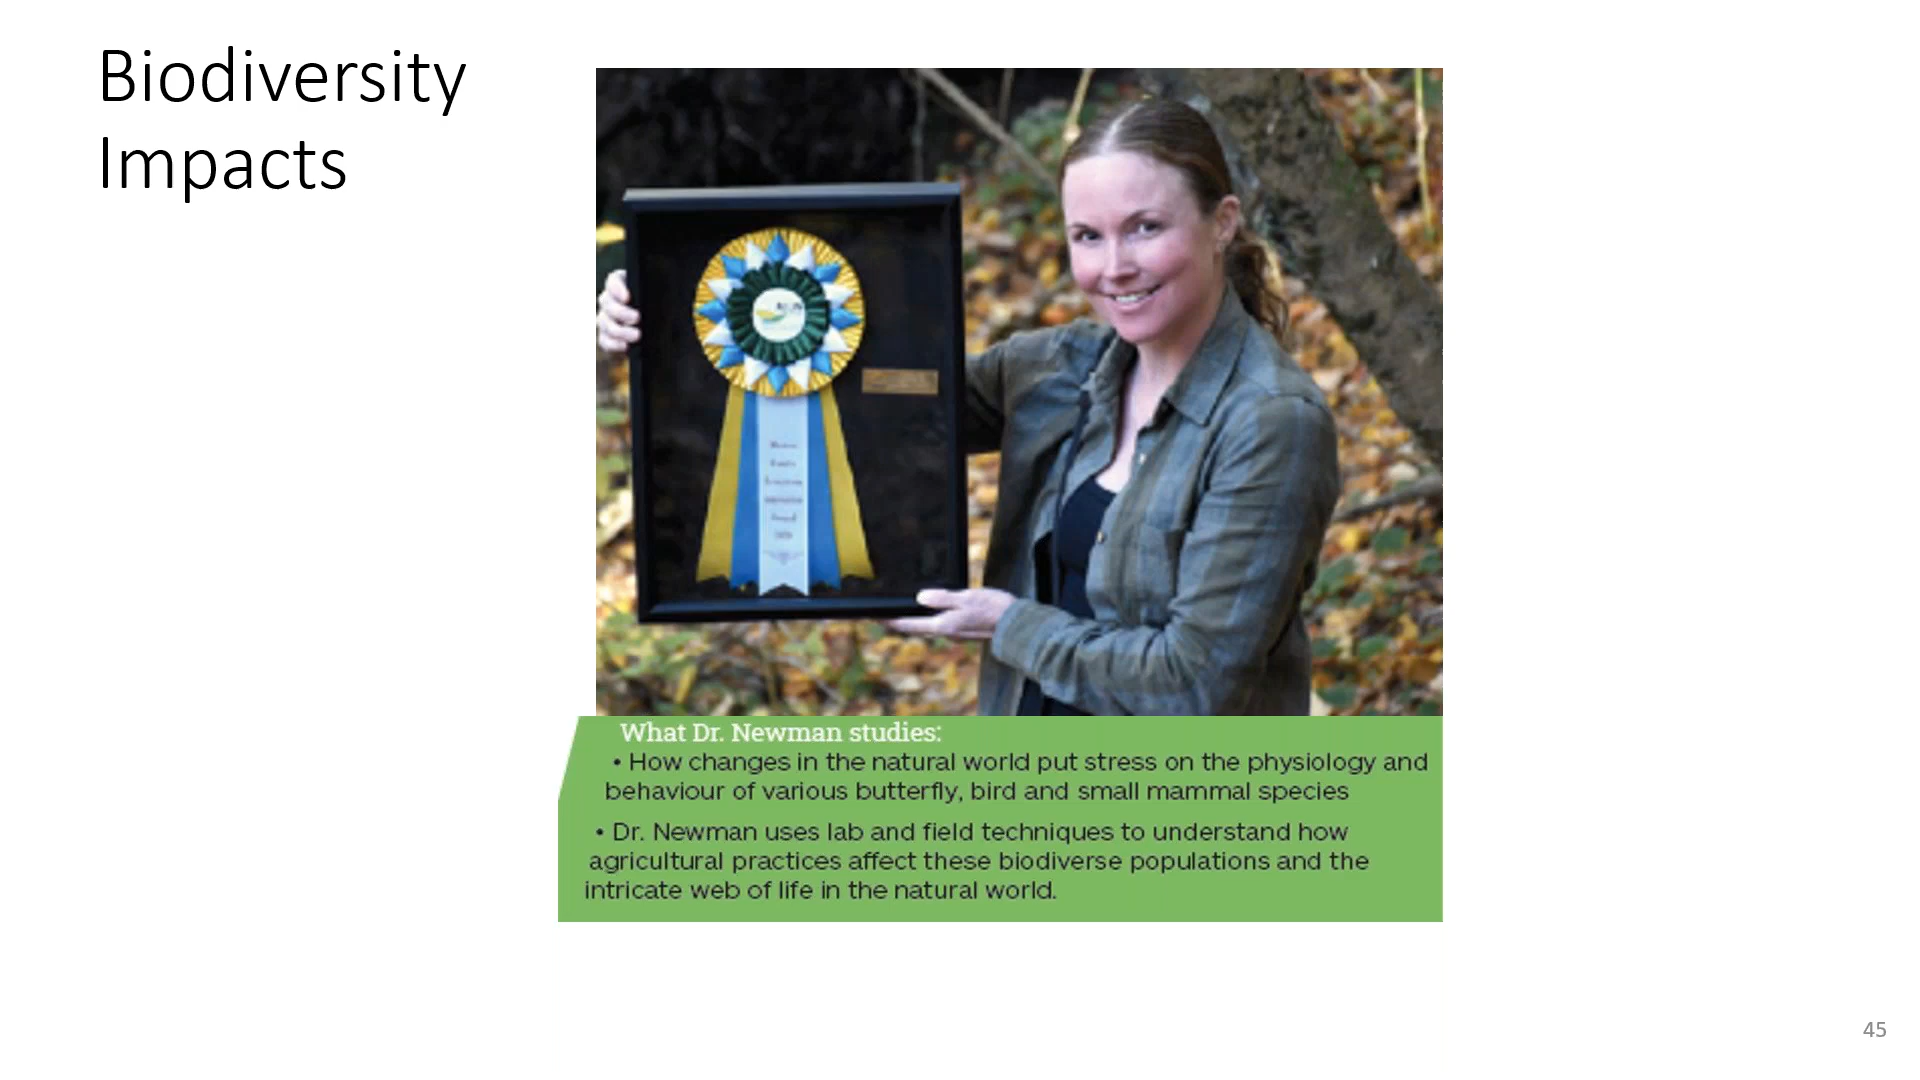 Biodiversity
Impacts
What Dr. Newman studies:
• How changes in the natural world put stress on the physiology and
behaviour of various butterfly, bird and small mammal species
• Dr. Newman uses lab and field techniques to understand how
agricultural practices affect these biodiverse populations and the
intricate web of life in the natural world.
45